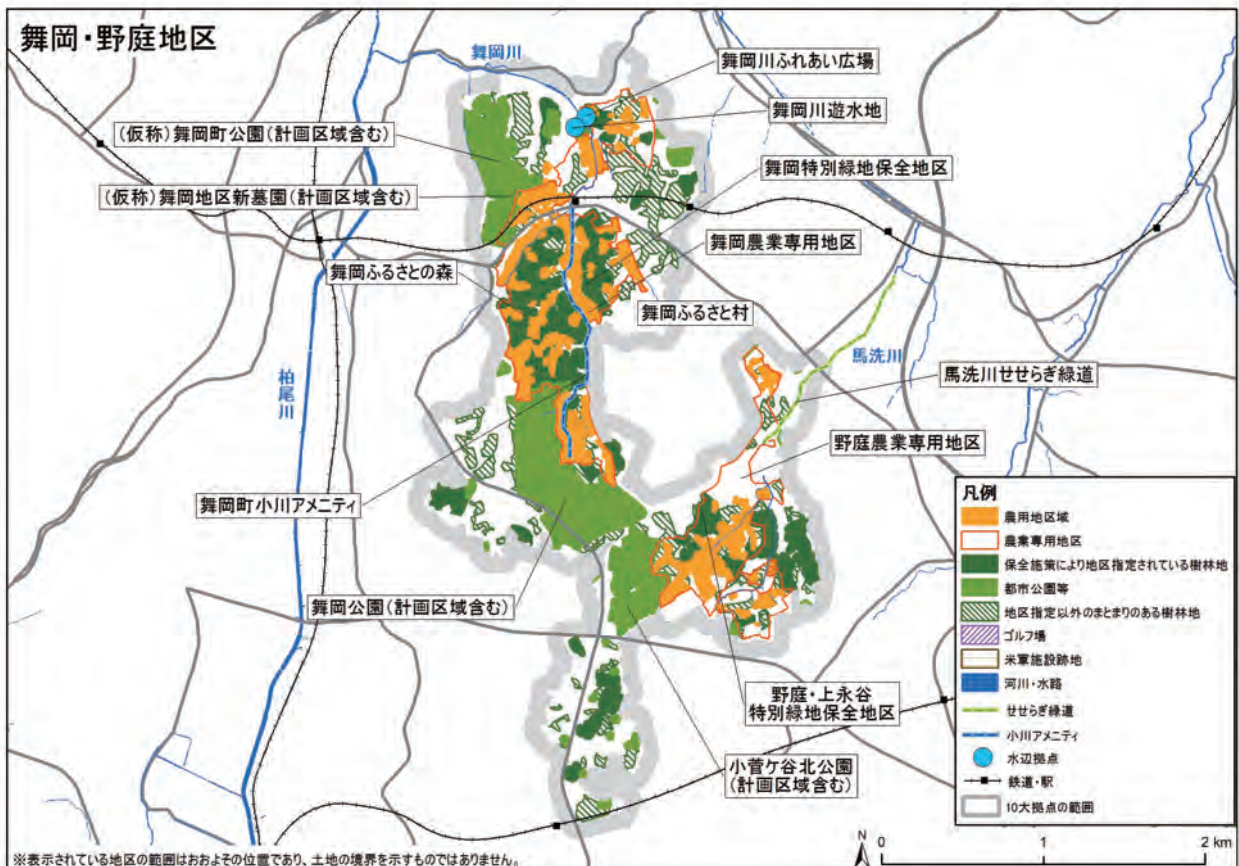 舞岡・野庭地区
舞岡川
舞岡川ふれあい広場
舞岡川遊水地
(仮称)舞岡町公園(計画区域含む)
舞岡特別緑地保全地区
(仮称)舞岡地区新墓園(計画区域含む)
舞岡農業専用地区
舞岡ふるさとの森
舞岡ふるさと村
馬洗川
馬洗川せせらぎ緑道
柏尾川
野庭農業専用地区
舞岡町小川アメニティ
舞岡公園(計画区域含む)
野庭・上永谷
特別緑地保全地区
小菅ケ谷北公園
(計画区域含む)
凡例
農用地区域
農業専用地区
保全施策により地区指定されている樹林地
都市公園等
地区指定以外のまとまりのある樹林地
ゴルフ場
米軍施設跡地
河川・水路
せせらぎ緑道
小川アメニティ
水辺拠点
鉄道・駅
10大拠点の範囲
N
0 1 2 km
※表示されている地区の範囲はおおよその位置であり、土地の境界を示すものではありません。